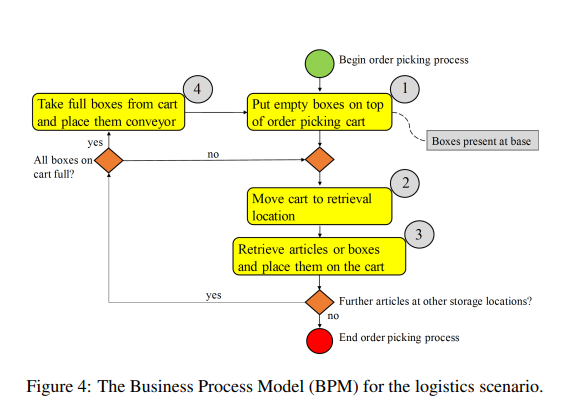 Begin order picking process
4
1
Take full boxes from cart
and place them conveyor
Put empty boxes on top
of order picking cart
Boxes present at base
yes
All boxes on
cart full?
no
2
Move cart to retrieval
location
3
Retrieve articles or boxes
and place them on the cart
yes
Further articles at other storage locations?
no
End order picking process
Figure 4: The Business Process Model (BPM) for the logistics scenario.